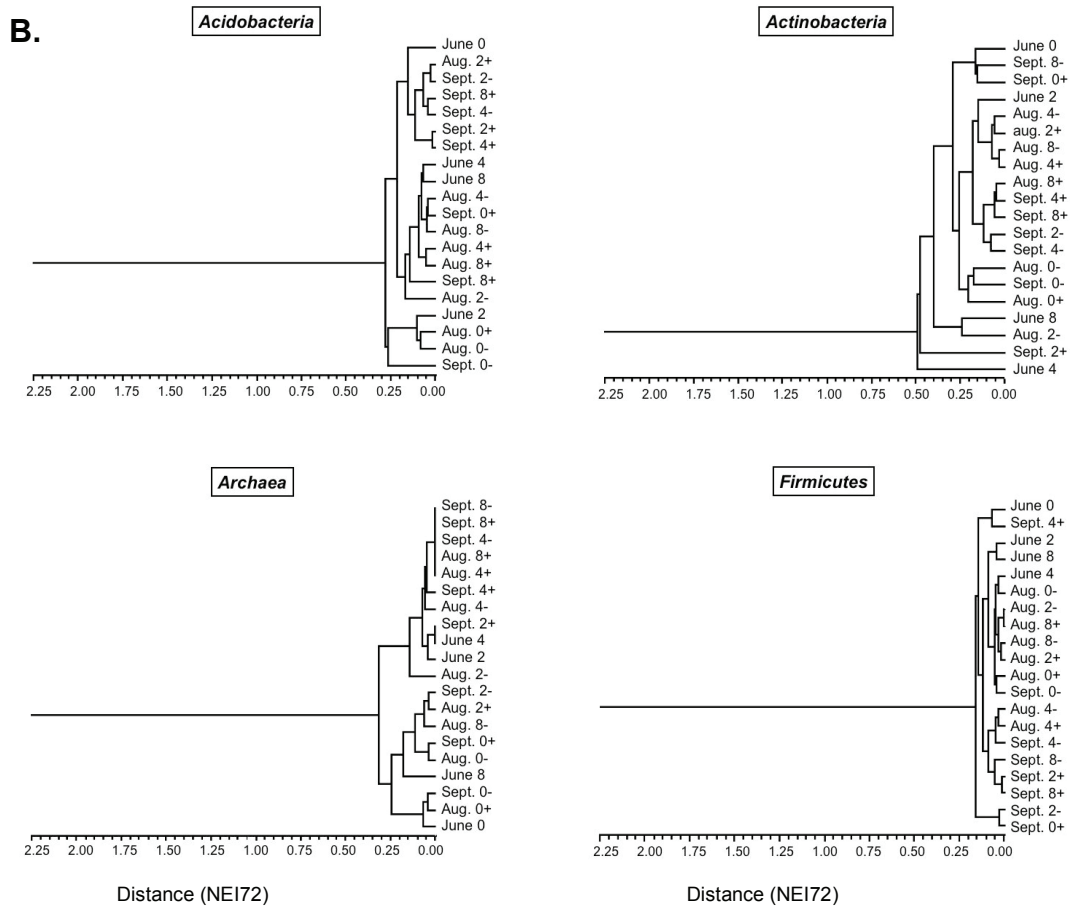 B.
Acidobacteria
June 0
Aug. 2+
Sept. 2-
Sept. 8+
Sept. 4-
Sept. 2+
Sept. 4+
June 4
June 8
Aug. 4-
Sept. 0+
Aug. 8-
Aug. 4+
Aug. 8+
Sept. 8+
Aug. 2-
June 2
Aug. 0+
Aug. 0-
Sept. 0-
2.25 2.00 1.75 1.50 1.25 1.00 0.75 0.50 0.25 0.00
Actinobacteria
June 0
Sept. 8-
Sept. 0+
June 2
Aug. 4-
aug. 2+
Aug. 8-
Aug. 4+
Aug. 8+
Sept. 4+
Sept. 8+
Sept. 2-
Sept. 4-
Aug. 0-
Sept. 0-
Aug. 0+
June 8
Aug. 2-
Sept. 2+
June 4
2.25 2.00 1.75 1.50 1.25 1.00 0.75 0.50 0.25 0.00
Archaea
Sept. 8-
Sept. 8+
Sept. 4-
Aug. 8+
Aug. 4+
Sept. 4+
Aug. 4-
Sept. 2+
June 4
June 2
Aug. 2-
Sept. 2-
Aug. 2+
Aug. 8-
Sept. 0+
Aug. 0-
June 8
Sept. 0-
Aug. 0+
June 0
2.25 2.00 1.75 1.50 1.25 1.00 0.75 0.50 0.25 0.00
Distance (NEI72)
Firmicutes
June 0
Sept. 4+
June 2
June 8
June 4
Aug. 0-
Aug. 2-
Aug. 8+
Aug. 8-
Aug. 2+
Aug. 0+
Sept. 0-
Aug. 4-
Aug. 4+
Sept. 4-
Sept. 8-
Sept. 2+
Sept. 8+
Sept. 2-
Sept. 0+
2.25 2.00 1.75 1.50 1.25 1.00 0.75 0.50 0.25 0.00
Distance (NEI72)